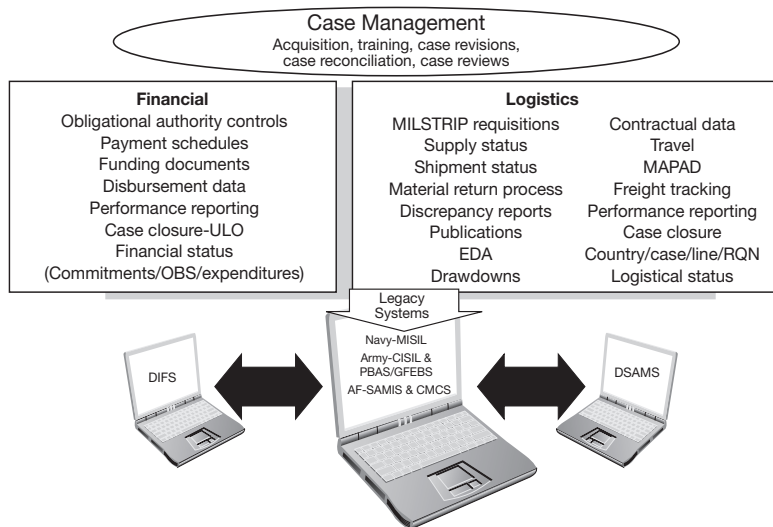 Case Management
Acquisition, training, case revisions,
case reconciliation, case reviews
Financial
Obligational authority controls
Payment schedules
Funding documents
Disbursement data
Performance reporting
Case closure-ULO
Financial status
(Commitments/OBS/expenditures)
Logistics
MILSTRIP requisitions
Supply status
Shipment status
Material return process
Discrepancy reports
Publications
EDA
Drawdowns
Contractual data
Travel
MAPAD
Freight tracking
Performance reporting
Case closure
Country/case/line/RQN
Logistical status
Legacy
Systems
DIFS
Navy-MISIL
Army-CISIL &
PBAS/GFEBS
AF-SAMIS & CMCS
DSAMS